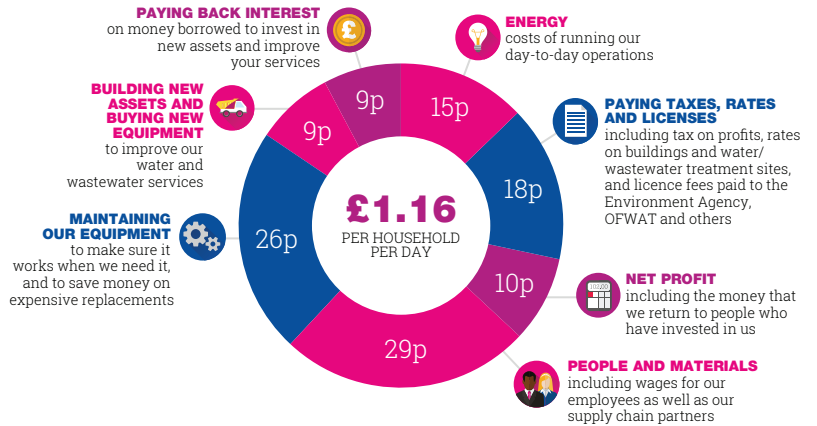 PAYING BACK INTEREST
on money borrowed to invest in
new assets and improve
your services
ENERGY
costs of running our
day-to-day operations
BUILDING NEW
ASSETS AND
BUYING NEW
EQUIPMENT
to improve our
water and
wastewater services
PAYING TAXES, RATES
AND LICENSES
including tax on profits, rates
on buildings and water/
wastewater treatment sites,
and licence fees paid to the
Environment Agency,
OFWAT and others
MAINTAINING
OUR EQUIPMENT
to make sure it
works when we need it,
and to save money on
expensive replacements
NET PROFIT
including the money that
we return to people who
have invested in us
PEOPLE AND MATERIALS
including wages for our
employees as well as our
supply chain partners
£
9p
15p
9p
18p
26p
10p
29p
£1.16
PER HOUSEHOLD
PER DAY